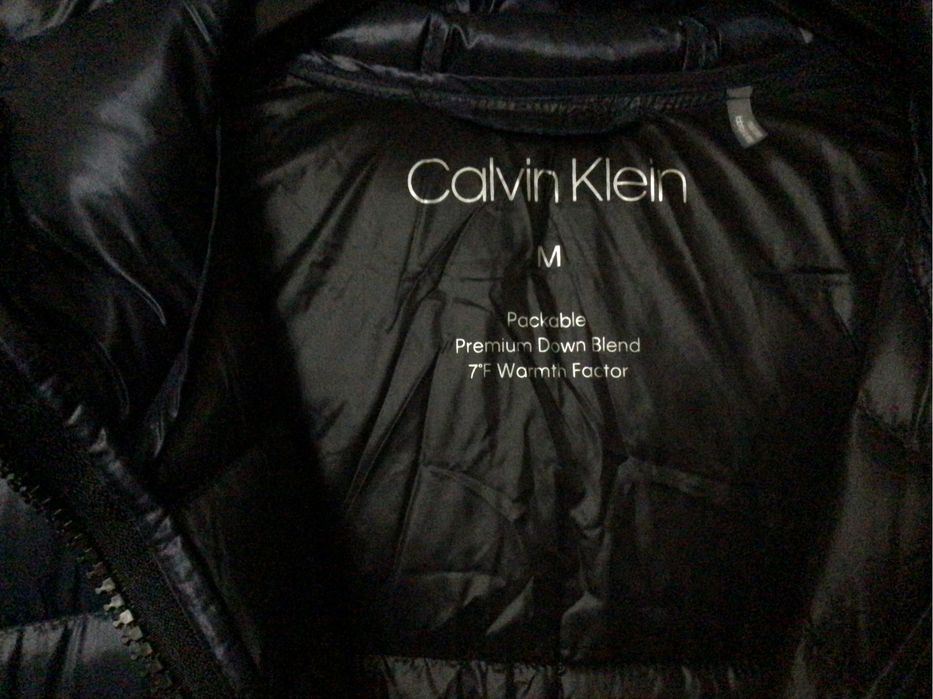 Calvin Klein
M
Packable
Premium Down Blend
7°F Warmth Factor